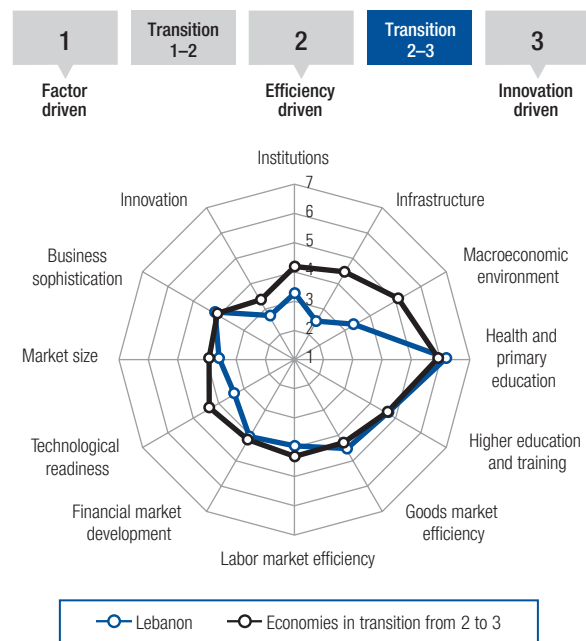 1
Transition
1–2
2
Transition
2–3
3
Factor
driven
Efficiency
driven
Innovation
driven
Institutions
Innovation
Infrastructure
Business
sophistication
Macroeconomic
environment
Market size
Health and
primary
education
Technological
readiness
Higher education
and training
Financial market
development
Goods market
efficiency
Labor market efficiency
7
6
5
4
3
2
1
Lebanon
Economies in transition from 2 to 3